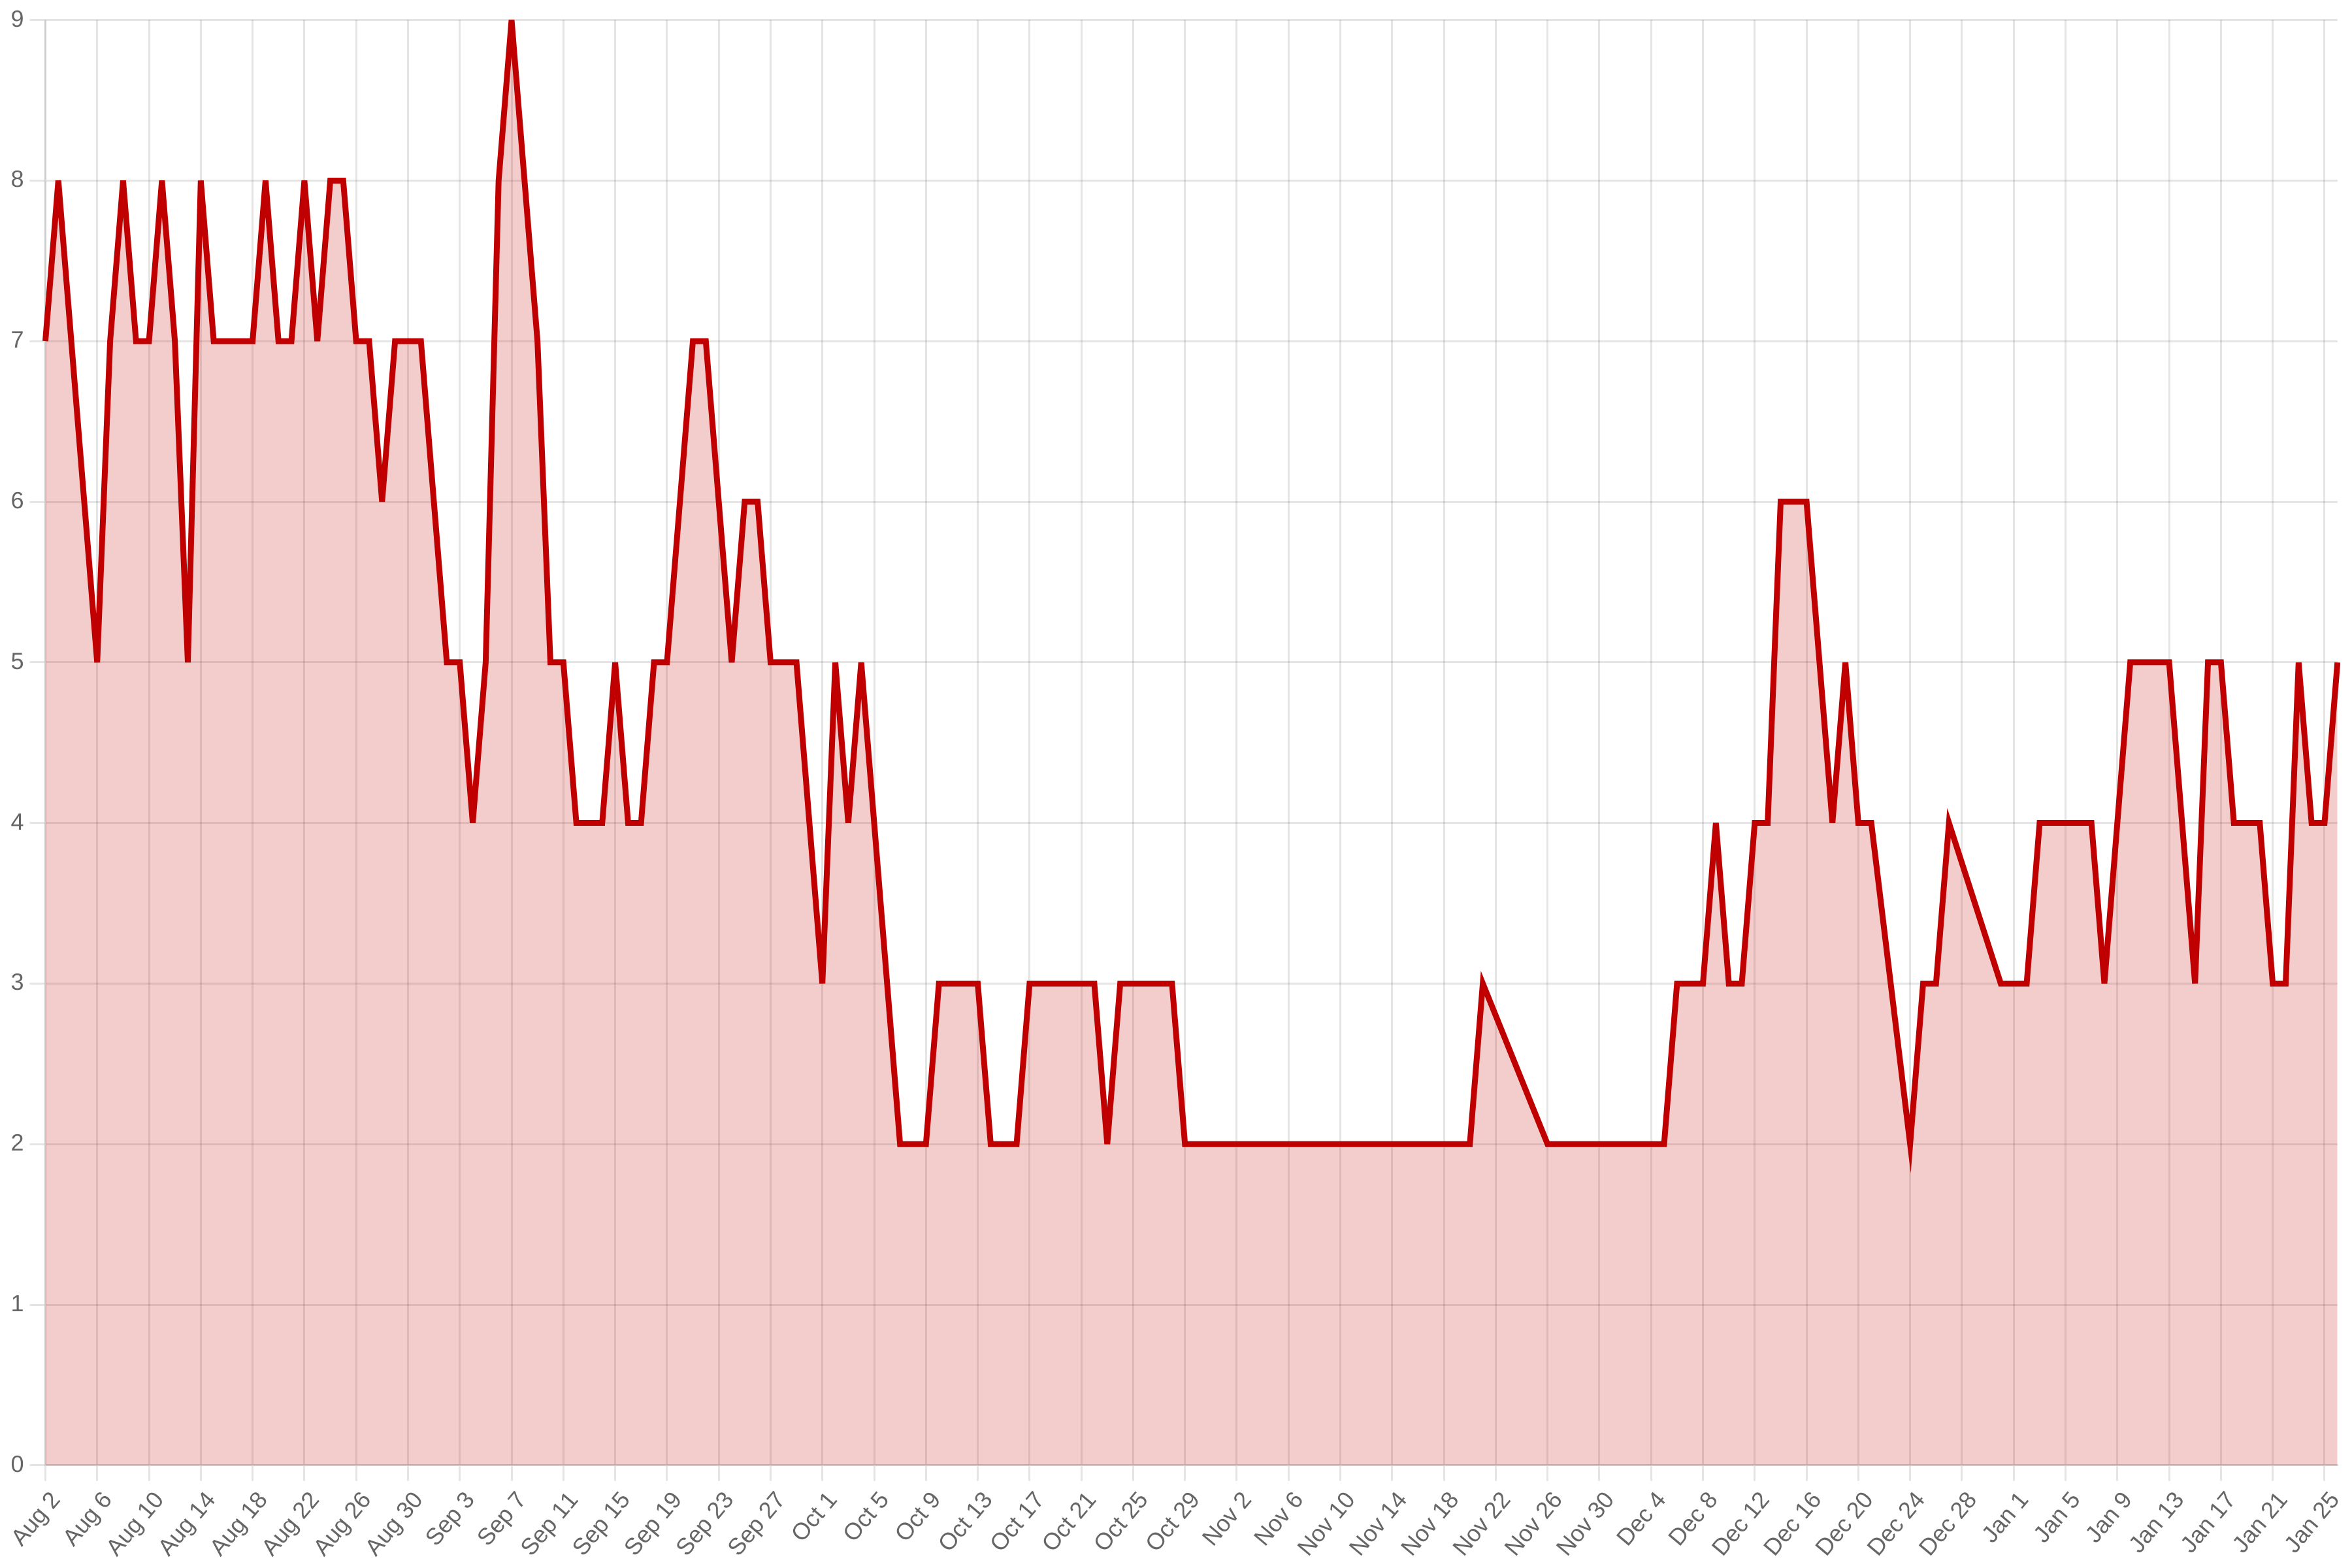 9
8
7
6
5
4
3
2
1
0
Aug 2
Aug 6
Aug 10
Aug 14
Aug 18
Aug 22
Aug 26
Aug 30
Sep 3
Sep 7
Sep 11
Sep 15
Sep 19
Sep 23
Sep 27
Oct 1
Oct 5
Oct 9
Oct 13
Oct 17
Oct 21
Oct 25
Oct 29
Nov 2
Nov 6
Nov 10
Nov 14
Nov 18
Nov 22
Nov 26
Nov 30
Dec 4
Dec 8
Dec 12
Dec 16
Dec 20
Dec 24
Dec 28
Jan 1
Jan 5
Jan 9
Jan 13
Jan 17
Jan 21
Jan 25